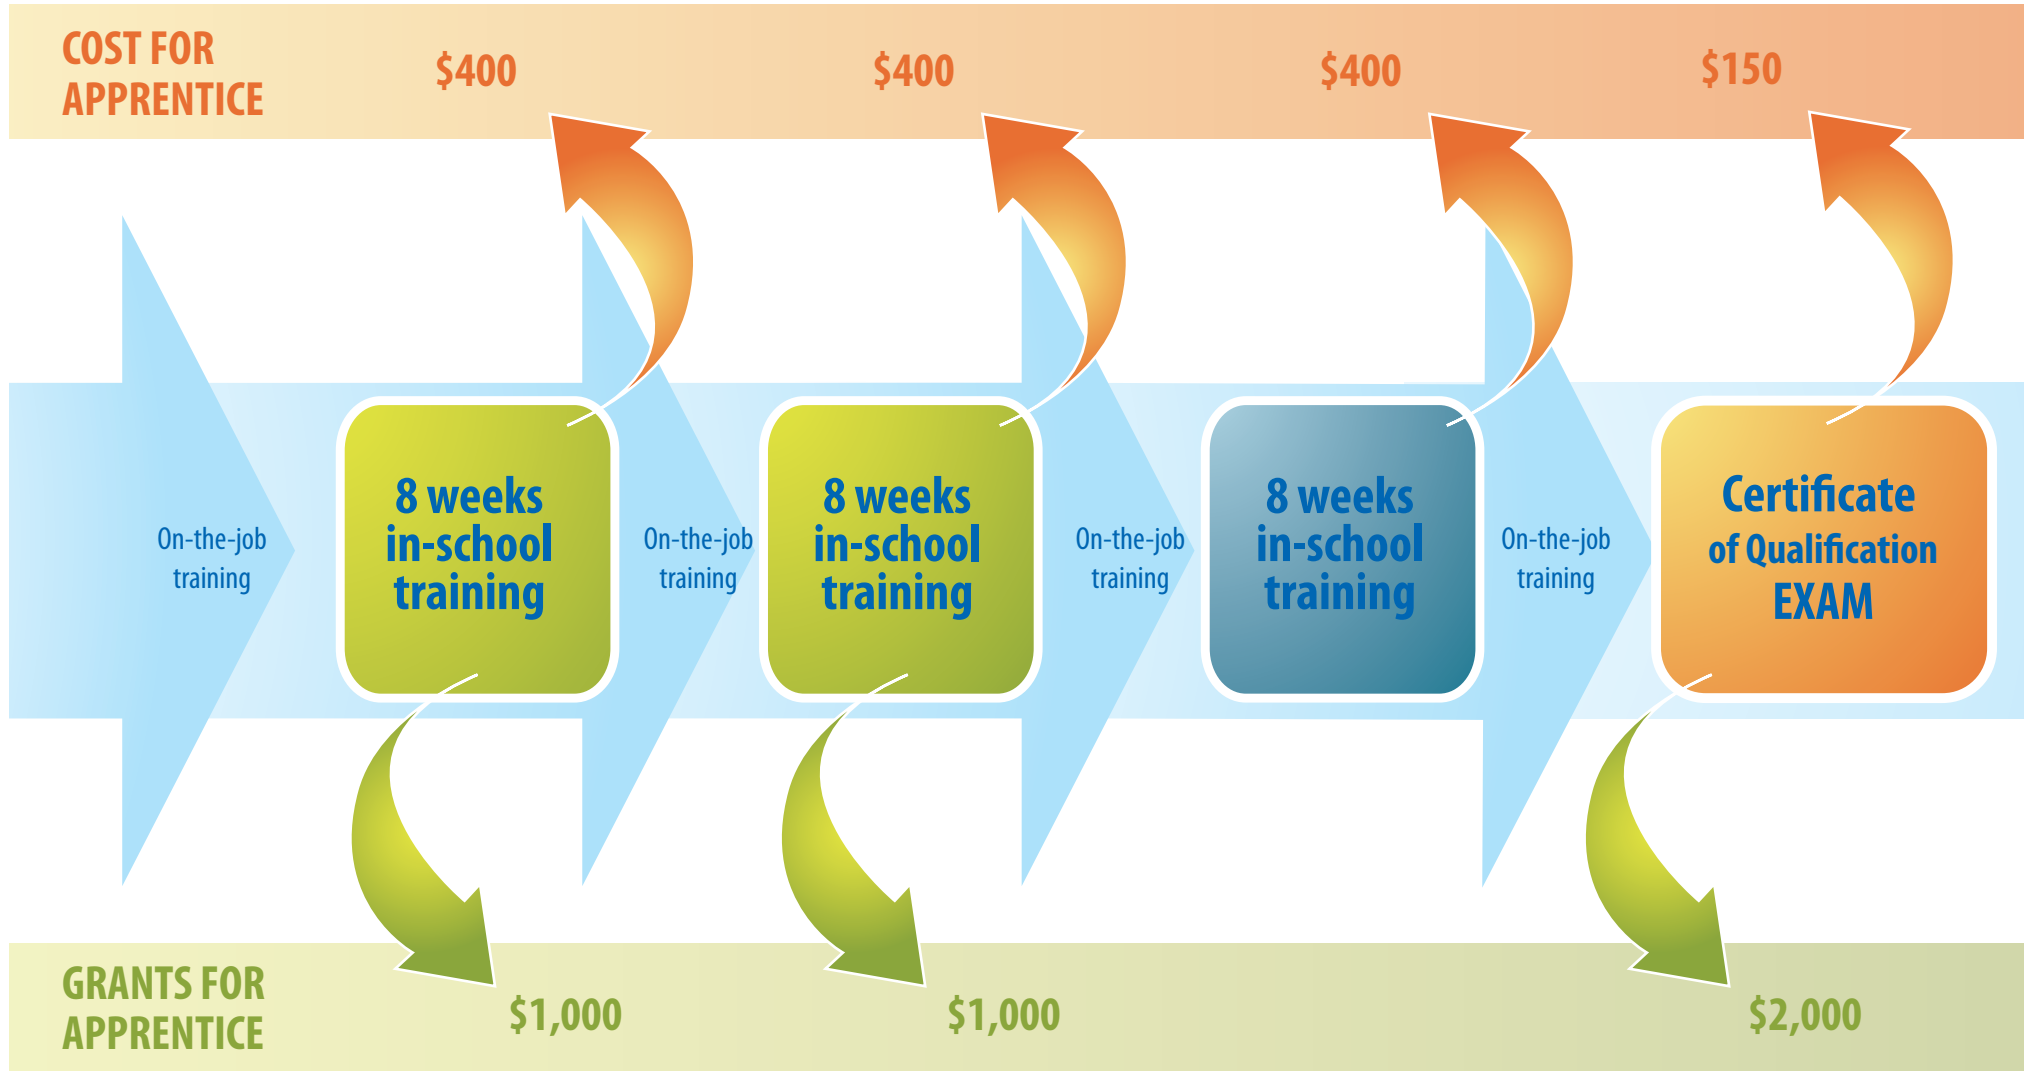 COST FOR
APPRENTICE
$400
$400
$400
$150
On-the-job
training
8 weeks
in-school
training
On-the-job
training
8 weeks
in-school
training
On-the-job
training
8 weeks
in-school
training
On-the-job
training
Certificate
of Qualification
EXAM
GRANTS FOR
APPRENTICE
$1,000
$1,000
$2,000